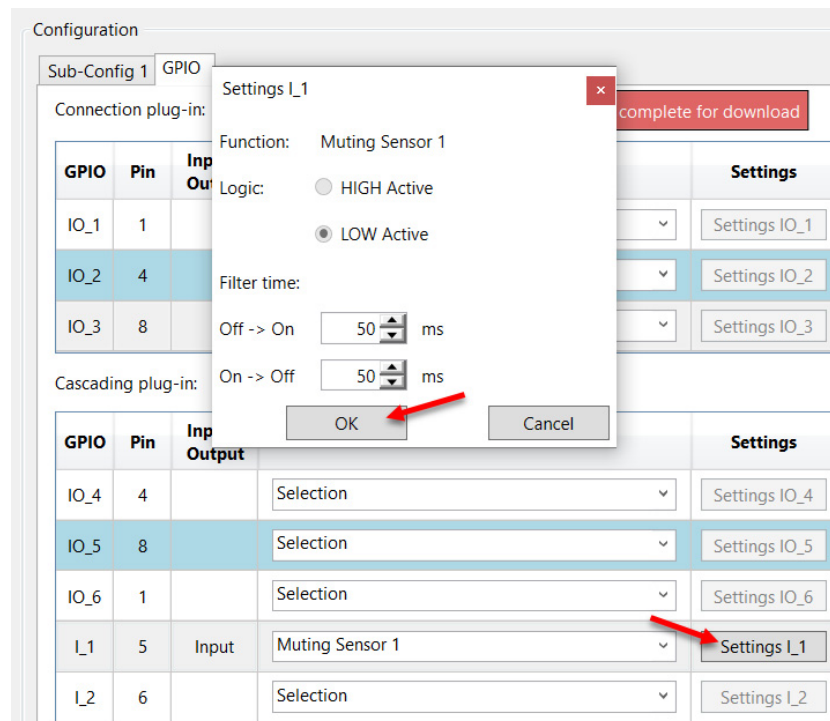 Configuration
Sub-Config 1 GPIO
Connection plug-in: complete for download
GPIO Pin Settings
IO_1 1 Settings IO_1
IO_2 4 Settings IO_2
IO_3 8 Settings IO_3
Settings I_1 ×
Function: Muting Sensor 1
Logic: HIGH Active
LOW Active
Filter time:
Off -> On 50 ms
On -> Off 50 ms
OK Cancel
Cascading plug-in:
GPIO Pin Output Settings
IO_4 4 Selection Settings IO_4
IO_5 8 Selection Settings IO_5
IO_6 1 Selection Settings IO_6
I_1 5 Input Muting Sensor 1 Settings I_1
I_2 6 Selection Settings I_2